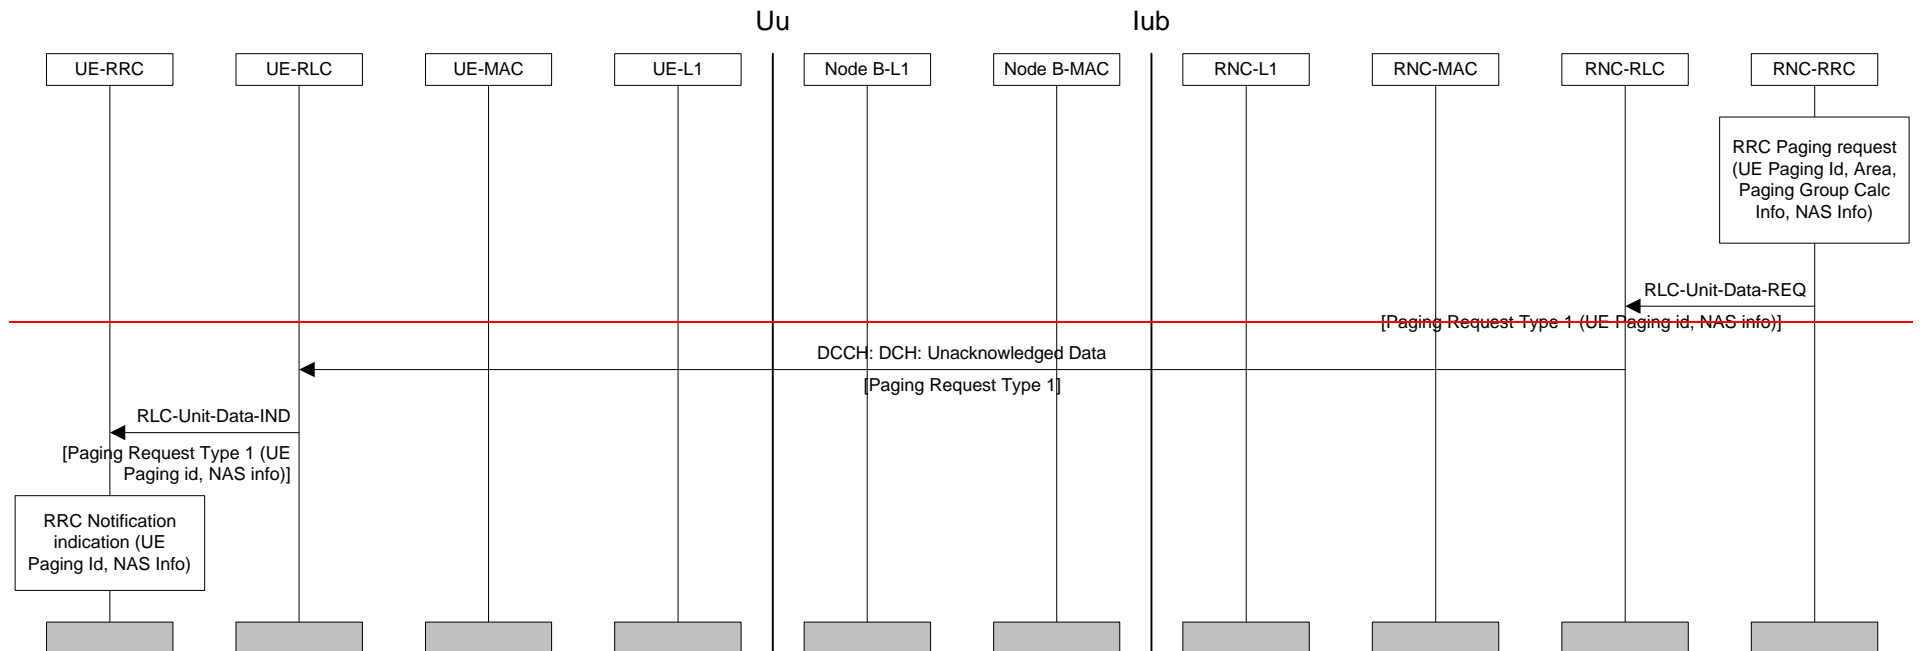 Uu
Iub
UE-RRC
UE-RLC
UE-MAC
UE-L1
Node B-L1
Node B-MAC
RNC-L1
RNC-MAC
RNC-RLC
RNC-RRC
RRC Paging request
(UE Paging Id, Area,
Paging Group Calc
Info, NAS Info)
RLC-Unit-Data-REQ
[Paging Request Type 1 (UE Paging id, NAS info)]
DCCH: DCH: Unacknowledged Data
[Paging Request Type 1]
RLC-Unit-Data-IND
[Paging Request Type 1 (UE
Paging id, NAS info)]
RRC Notification
indication (UE
Paging Id, NAS Info)